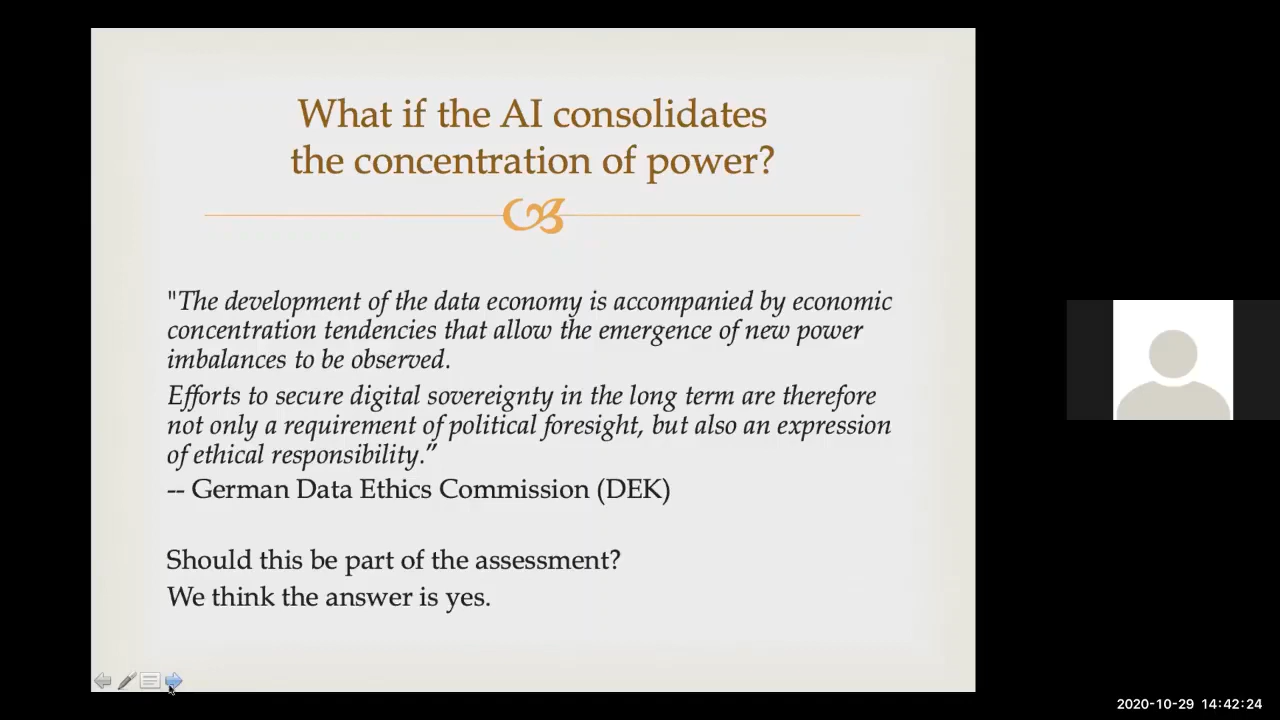 What if the AI consolidates
the concentration of power?
"The development of the data economy is accompanied by economic
concentration tendencies that allow the emergence of new power
imbalances to be observed.
Efforts to secure digital sovereignty in the long term are therefore
not only a requirement of political foresight, but also an expression
of ethical responsibility.”
-- German Data Ethics Commission (DEK)
Should this be part of the assessment?
We think the answer is yes.
2020-10-29 14:42:24